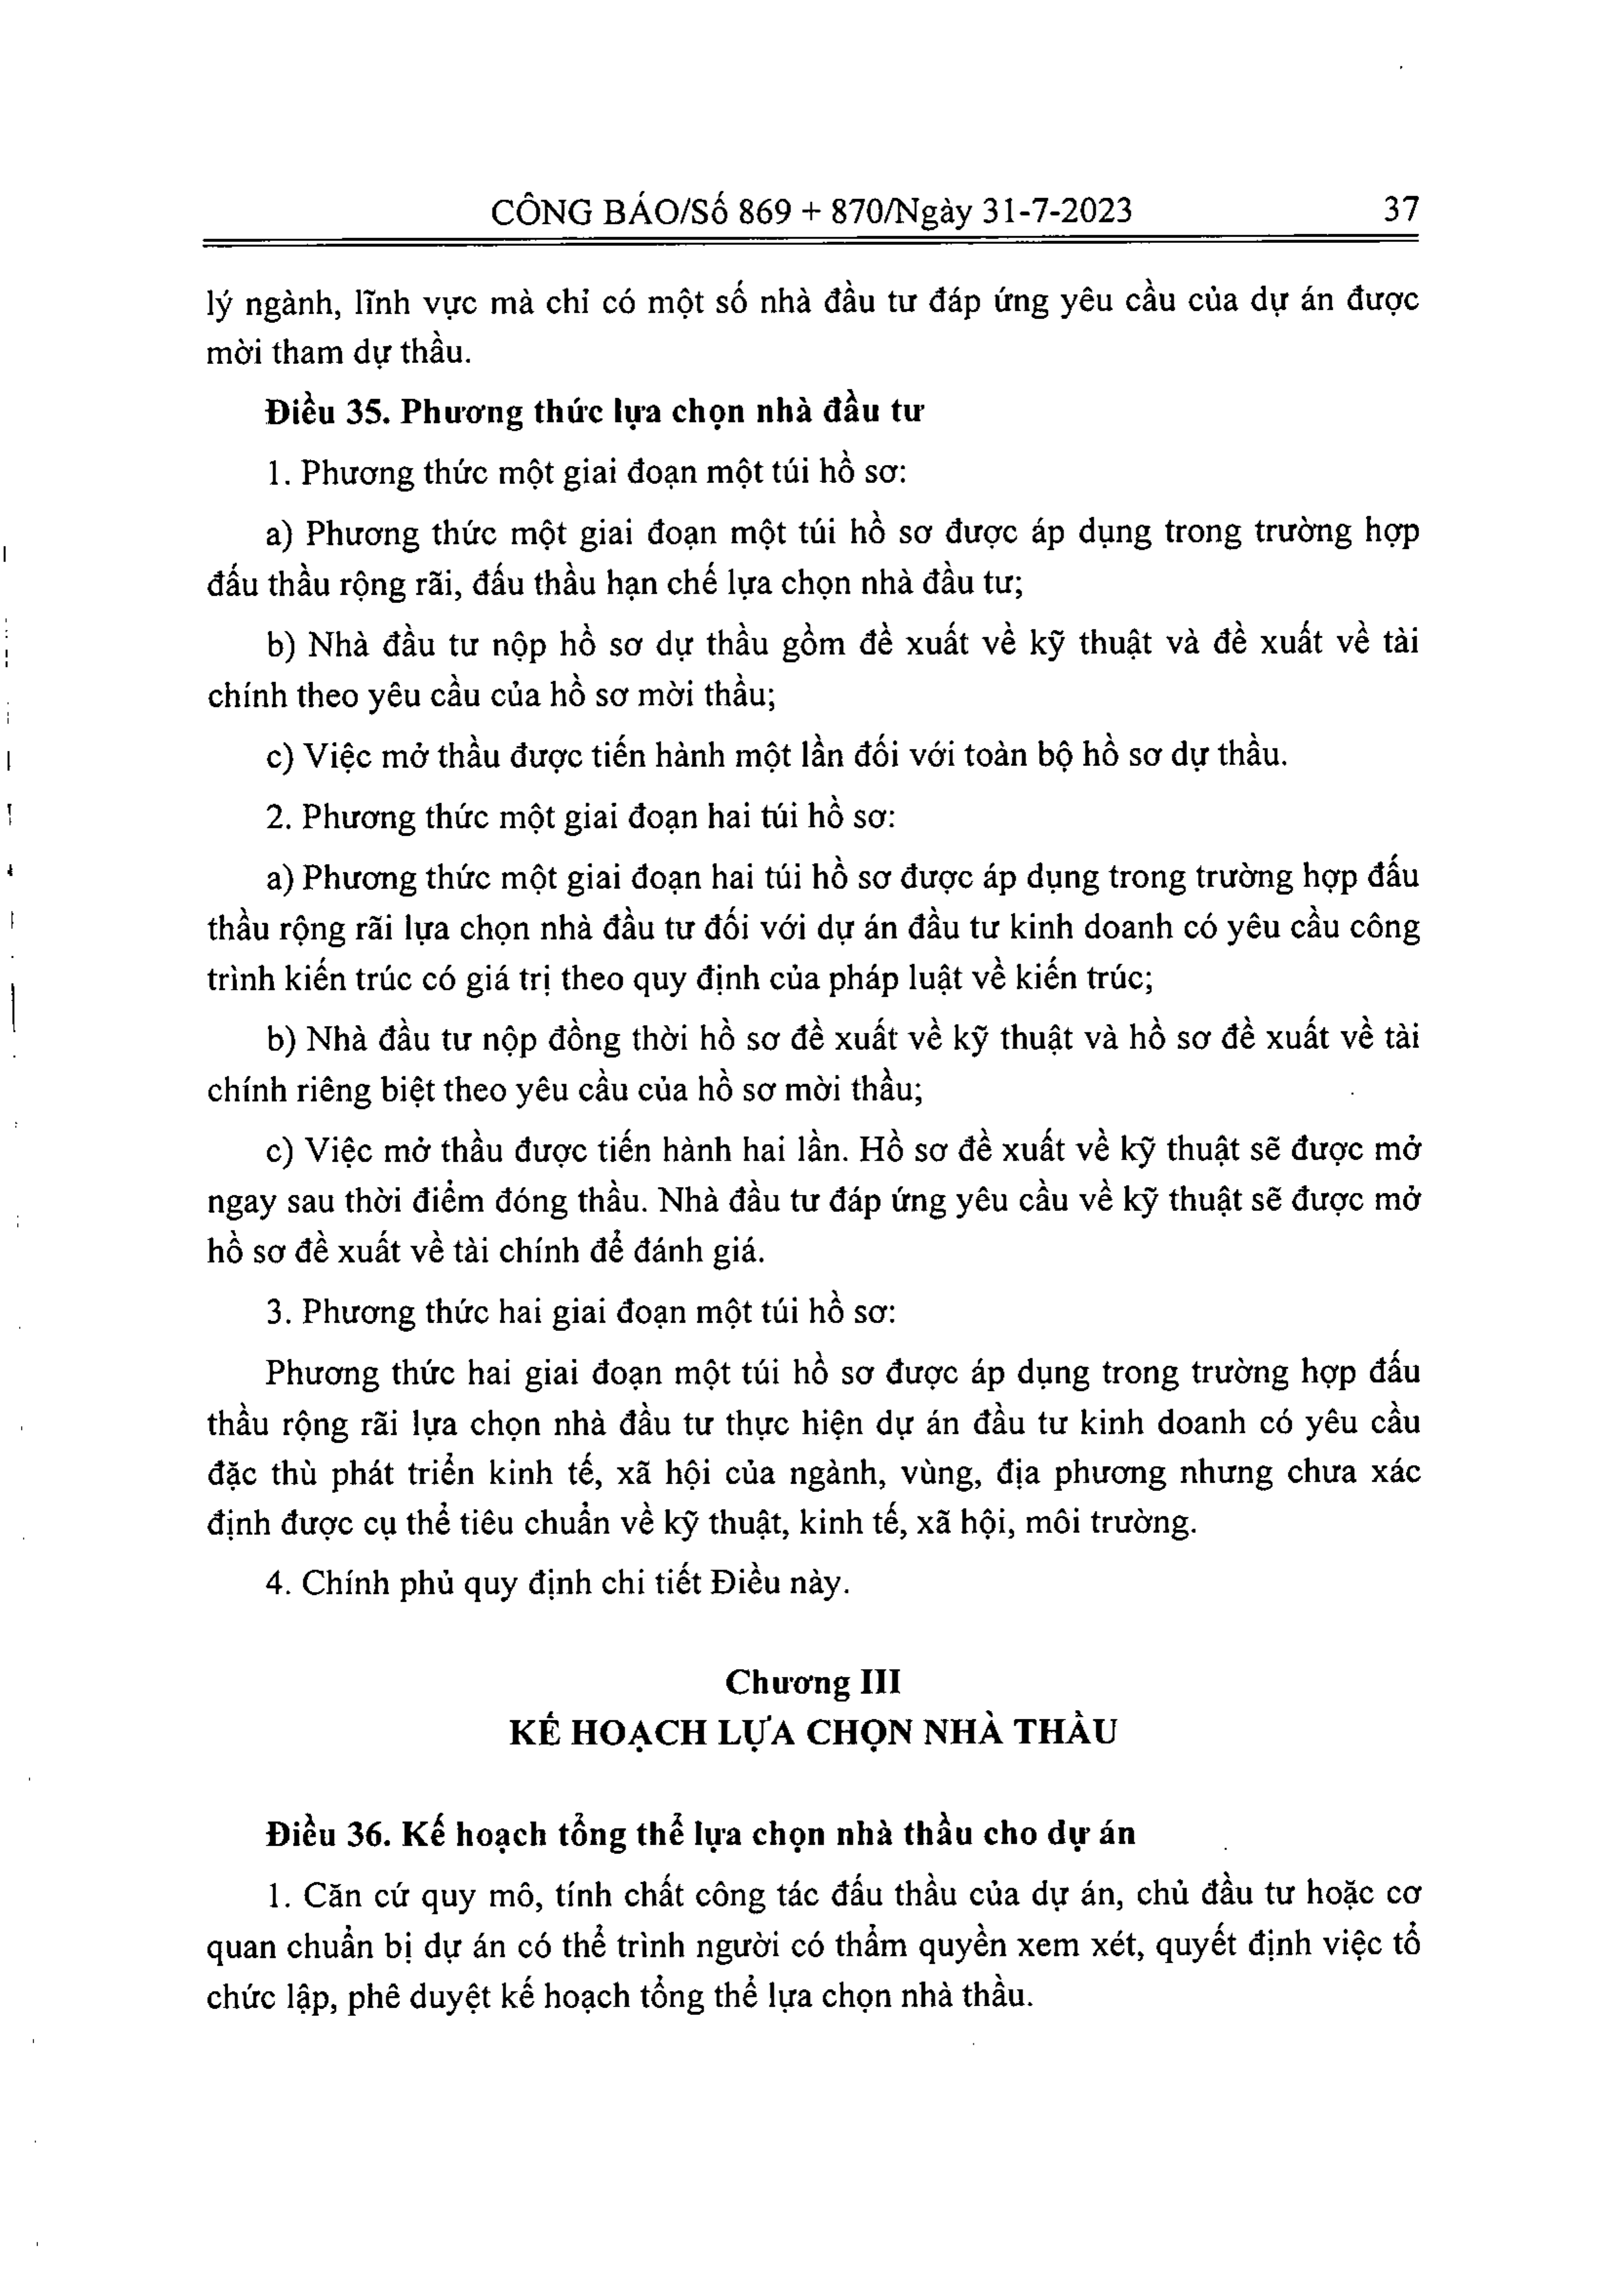 CÔNG BÁO/Số 869 + 870/Ngày 31-7-2023
37
lý ngành, lĩnh vực mà chỉ có một số nhà đầu tư đáp ứng yêu cầu của dự án được
mời tham dự thầu.
Điều 35. Phương thức lựa chọn nhà đầu tư
1. Phương thức một giai đoạn một túi hồ sơ:
a) Phương thức một giai đoạn một túi hồ sơ được áp dụng trong trường hợp
đấu thầu rộng rãi, đấu thầu hạn chế lựa chọn nhà đầu tư;
b) Nhà đầu tư nộp hồ sơ dự thầu gồm đề xuất về kỹ thuật và đề xuất về tài
chính theo yêu cầu của hồ sơ mời thầu;
c) Việc mở thầu được tiến hành một lần đối với toàn bộ hồ sơ dự thầu.
2. Phương thức một giai đoạn hai túi hồ sơ:
a) Phương thức một giai đoạn hai túi hồ sơ được áp dụng trong trường hợp đấu
thầu rộng rãi lựa chọn nhà đầu tư đối với dự án đầu tư kinh doanh có yêu cầu công
trình kiến trúc có giá trị theo quy định của pháp luật về kiến trúc;
b) Nhà đầu tư nộp đồng thời hồ sơ đề xuất về kỹ thuật và hồ sơ đề xuất về tài
chính riêng biệt theo yêu cầu của hồ sơ mời thầu;
c) Việc mở thầu được tiến hành hai lần. Hồ sơ đề xuất về kỹ thuật sẽ được mở
ngay sau thời điểm đóng thầu. Nhà đầu tư đáp ứng yêu cầu về kỹ thuật sẽ được mở
hồ sơ đề xuất về tài chính để đánh giá.
3. Phương thức hai giai đoạn một túi hồ sơ:
Phương thức hai giai đoạn một túi hồ sơ được áp dụng trong trường hợp đấu
thầu rộng rãi lựa chọn nhà đầu tư thực hiện dự án đầu tư kinh doanh có yêu cầu
đặc thù phát triển kinh tế, xã hội của ngành, vùng, địa phương nhưng chưa xác
định được cụ thể tiêu chuẩn về kỹ thuật, kinh tế, xã hội, môi trường.
4. Chính phủ quy định chi tiết Điều này.
Chương III
KẾ HOẠCH LỰA CHỌN NHÀ THẦU
Điều 36. Kế hoạch tổng thể lựa chọn nhà thầu cho dự án
1. Căn cứ quy mô, tính chất công tác đấu thầu của dự án, chủ đầu tư hoặc cơ
quan chuẩn bị dự án có thể trình người có thẩm quyền xem xét, quyết định việc tổ
chức lập, phê duyệt kế hoạch tổng thể lựa chọn nhà thầu.